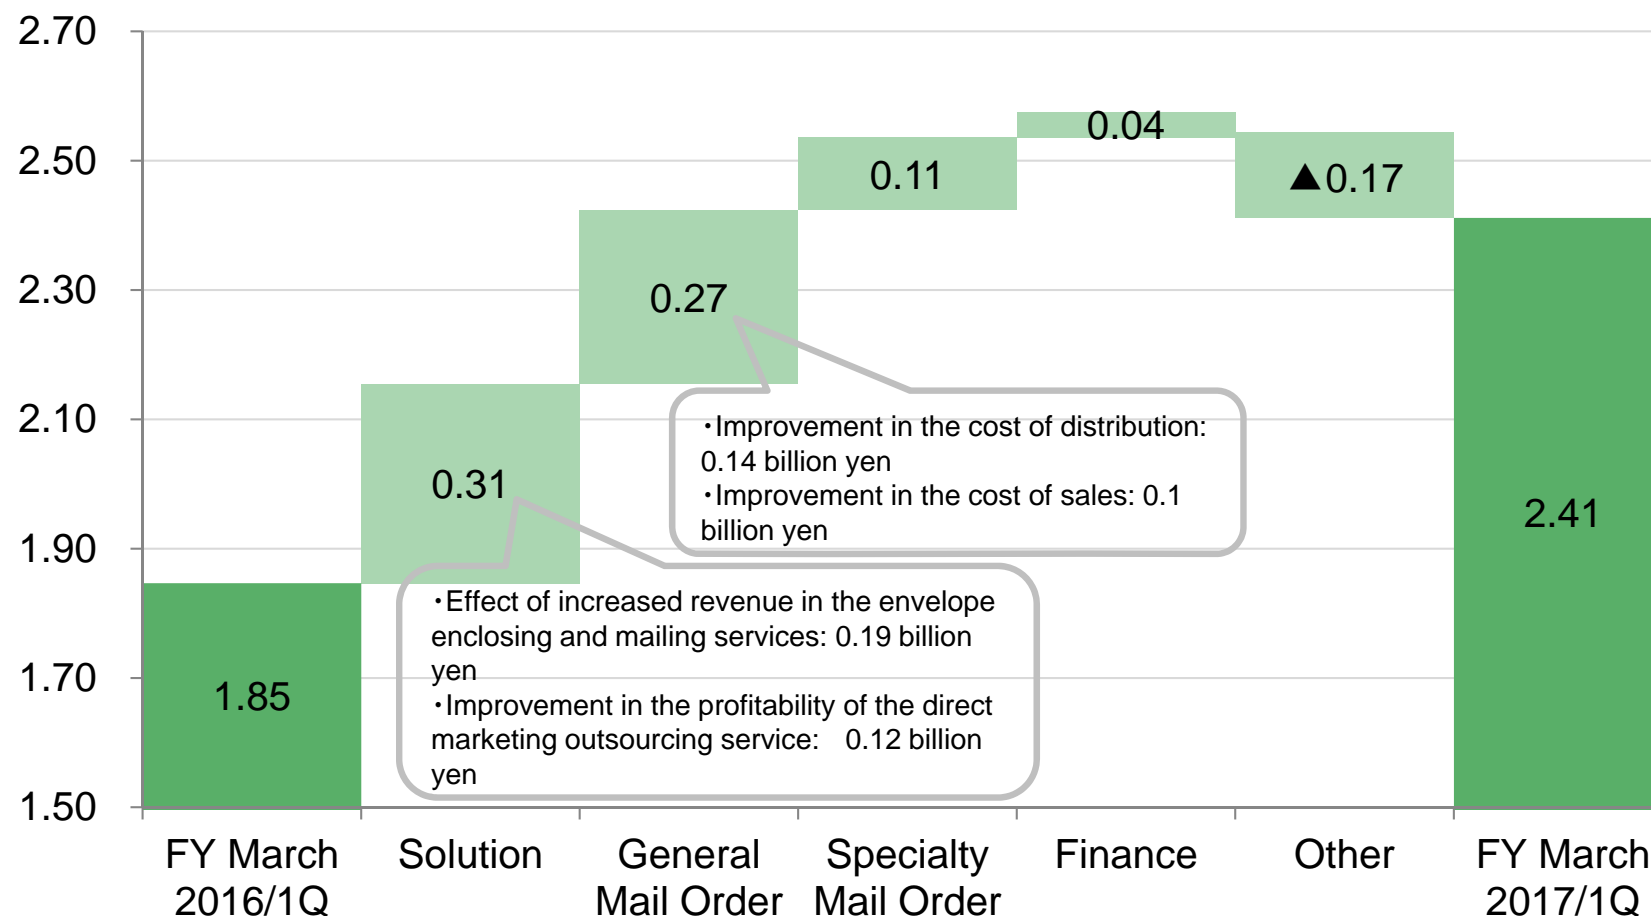 2.70
2.50
2.30
2.10
1.90
1.70
1.50
1.85
0.31
0.27
0.11
0.04
▲0.17
2.41
・Improvement in the cost of distribution:
0.14 billion yen
・Improvement in the cost of sales: 0.1
billion yen
・Effect of increased revenue in the envelope
enclosing and mailing services: 0.19 billion
yen
・Improvement in the profitability of the direct
marketing outsourcing service:　0.12 billion
yen
FY March
2016/1Q
Solution
General
Mail Order
Specialty
Mail Order
Finance
Other
FY March
2017/1Q